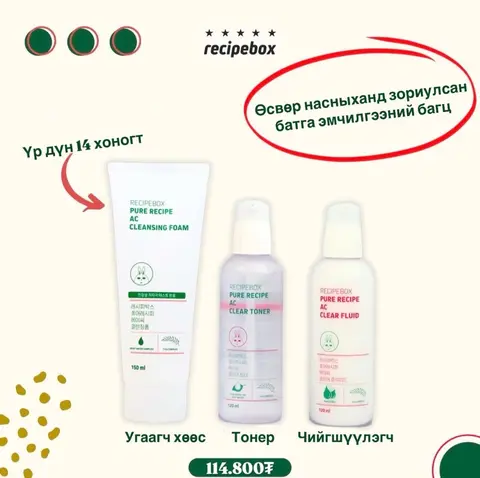 recipebox
Өсвөр насныханд зориулсан
батга эмчилгээний багц
Үр дүн 14 хоногт
RECIPEBOX
PURE RECIPE
AC
CLEANSING FOAM
150 ml
RECIPEBOX
PURE RECIPE
AC
CLEAR TONER
RECIPEBOX
PURE RECIPE
AC
CLEAR FLUID
Угаагч хөөс
Тонер
Чийгшүүлэгч
114.800₮